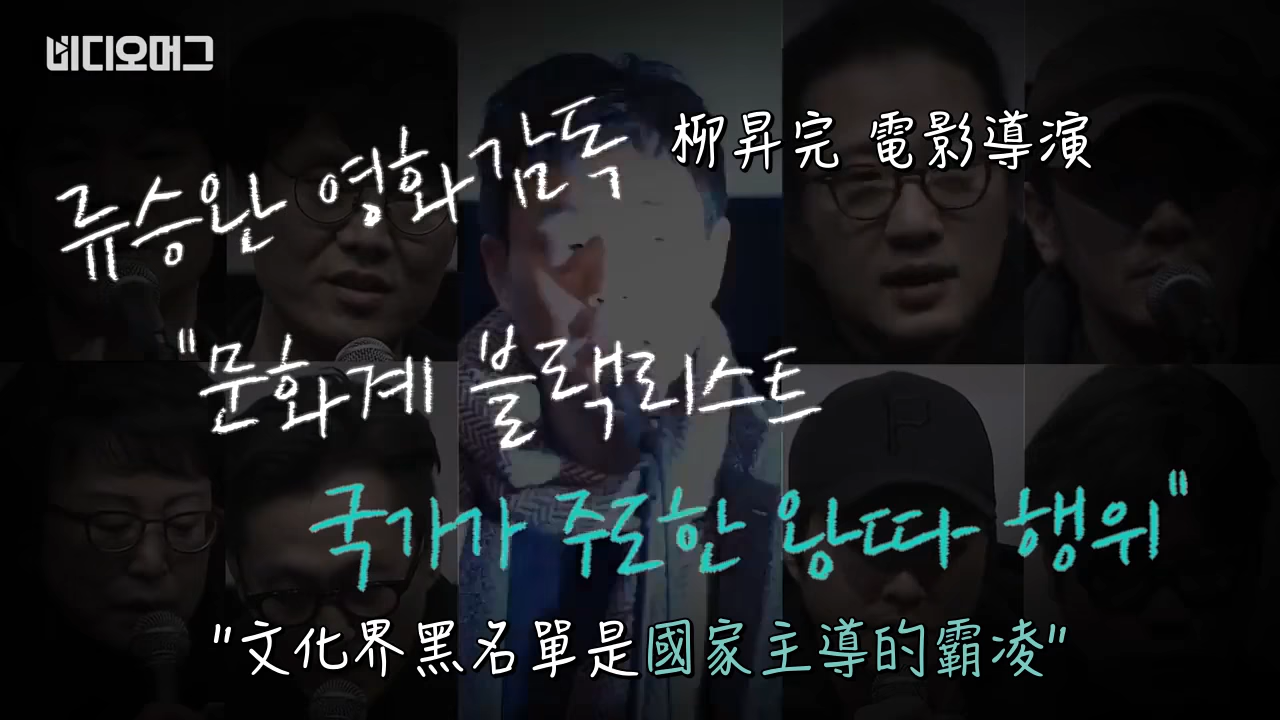 비디오머그
류승완 영화감독 柳昇完 電影導演
"문화계 블랙리스트
국가가 주도한 왕따 행위"
"文化界黑名單是國家主導的霸凌"